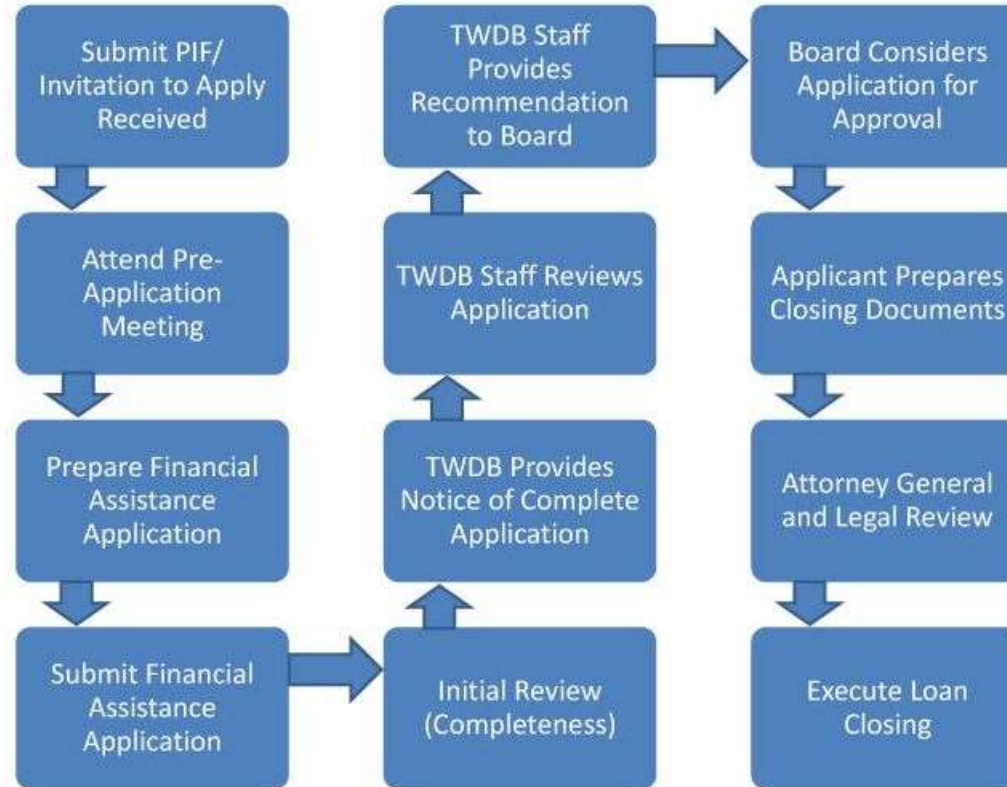 Submit PIF/
Invitation to Apply
Received
Attend Pre-
Application
Meeting
Prepare Financial
Assistance
Application
Submit Financial
Assistance
Application
Initial Review
(Completeness)
TWDB Provides
Notice of Complete
Application
TWDB Staff Reviews
Application
TWDB Staff
Provides
Recommendation
to Board
Board Considers
Application for
Approval
Applicant Prepares
Closing Documents
Attorney General
and Legal Review
Execute Loan
Closing